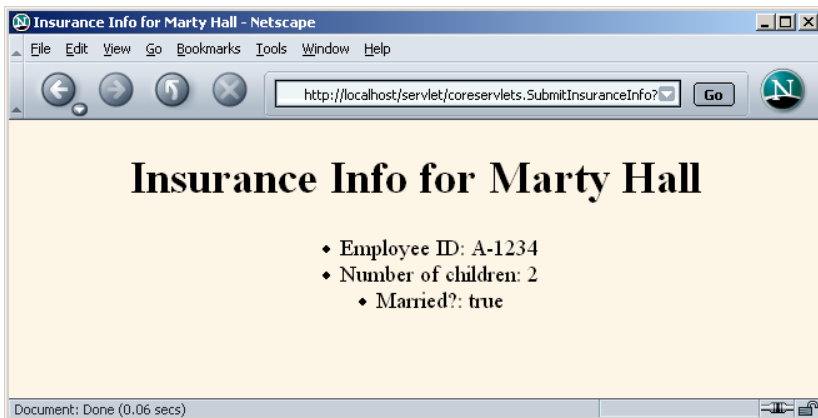 Insurance Info for Marty Hall - Netscape
File Edit View Go Bookmarks Tools Window Help
http://localhost/servlet/coreservlets.SubmitInsuranceInfo? Go N
Insurance Info for Marty Hall
• Employee ID: A-1234
• Number of children: 2
• Married?: true
Document: Done (0.06 secs)